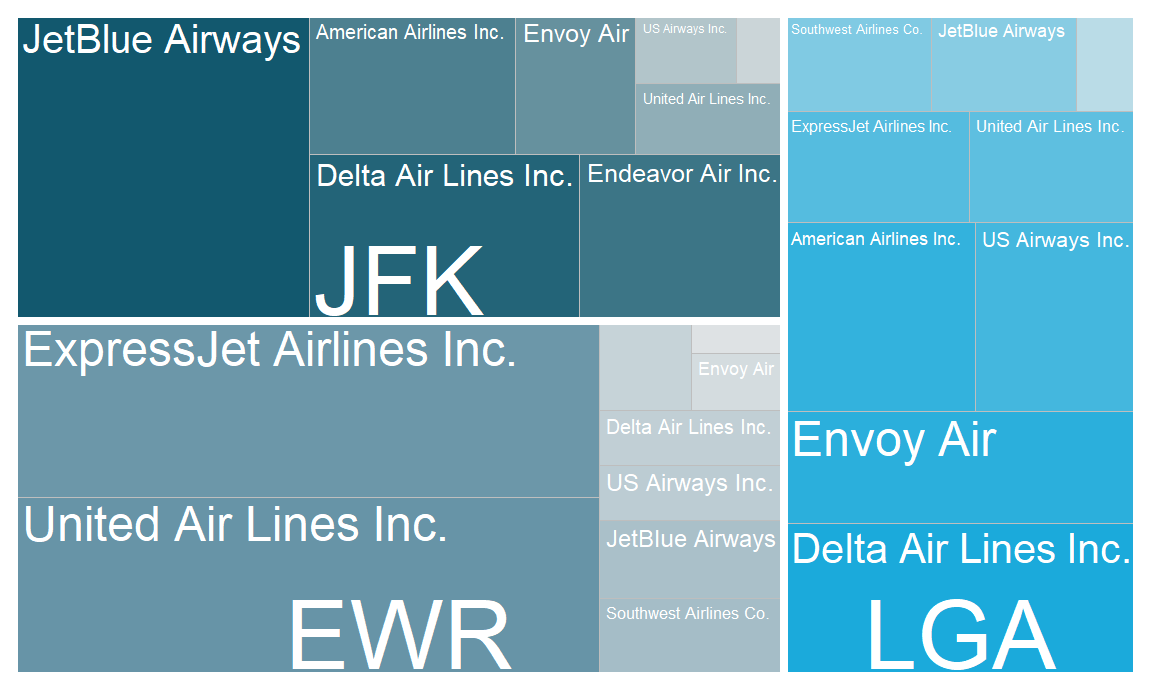 JetBlue Airways
American Airlines Inc.
Envoy Air
US Airways Inc.
United Air Lines Inc.
Delta Air Lines Inc.
Endeavor Air Inc.
JFK
ExpressJet Airlines Inc.
United Air Lines Inc.
EWR
Envoy Air
Delta Air Lines Inc.
US Airways Inc.
JetBlue Airways
Southwest Airlines Co.
Southwest Airlines Co.
JetBlue Airways
ExpressJet Airlines Inc.
United Air Lines Inc.
American Airlines Inc.
US Airways Inc.
Envoy Air
Delta Air Lines Inc.
LGA